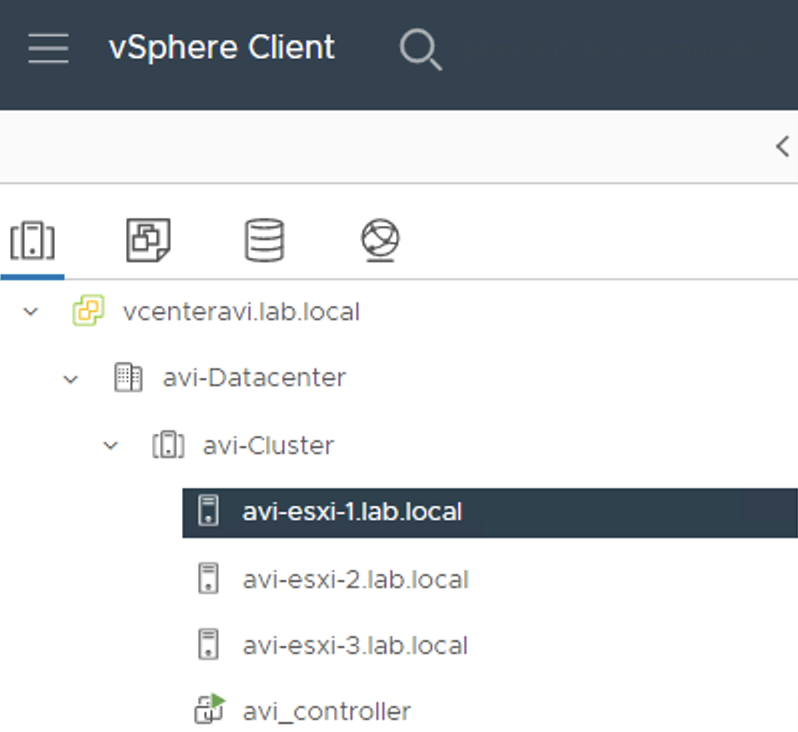 vSphere Client
vcenteravi.lab.local
avi-Datacenter
avi-Cluster
avi-esxi-1.lab.local
avi-esxi-2.lab.local
avi-esxi-3.lab.local
avi_controller